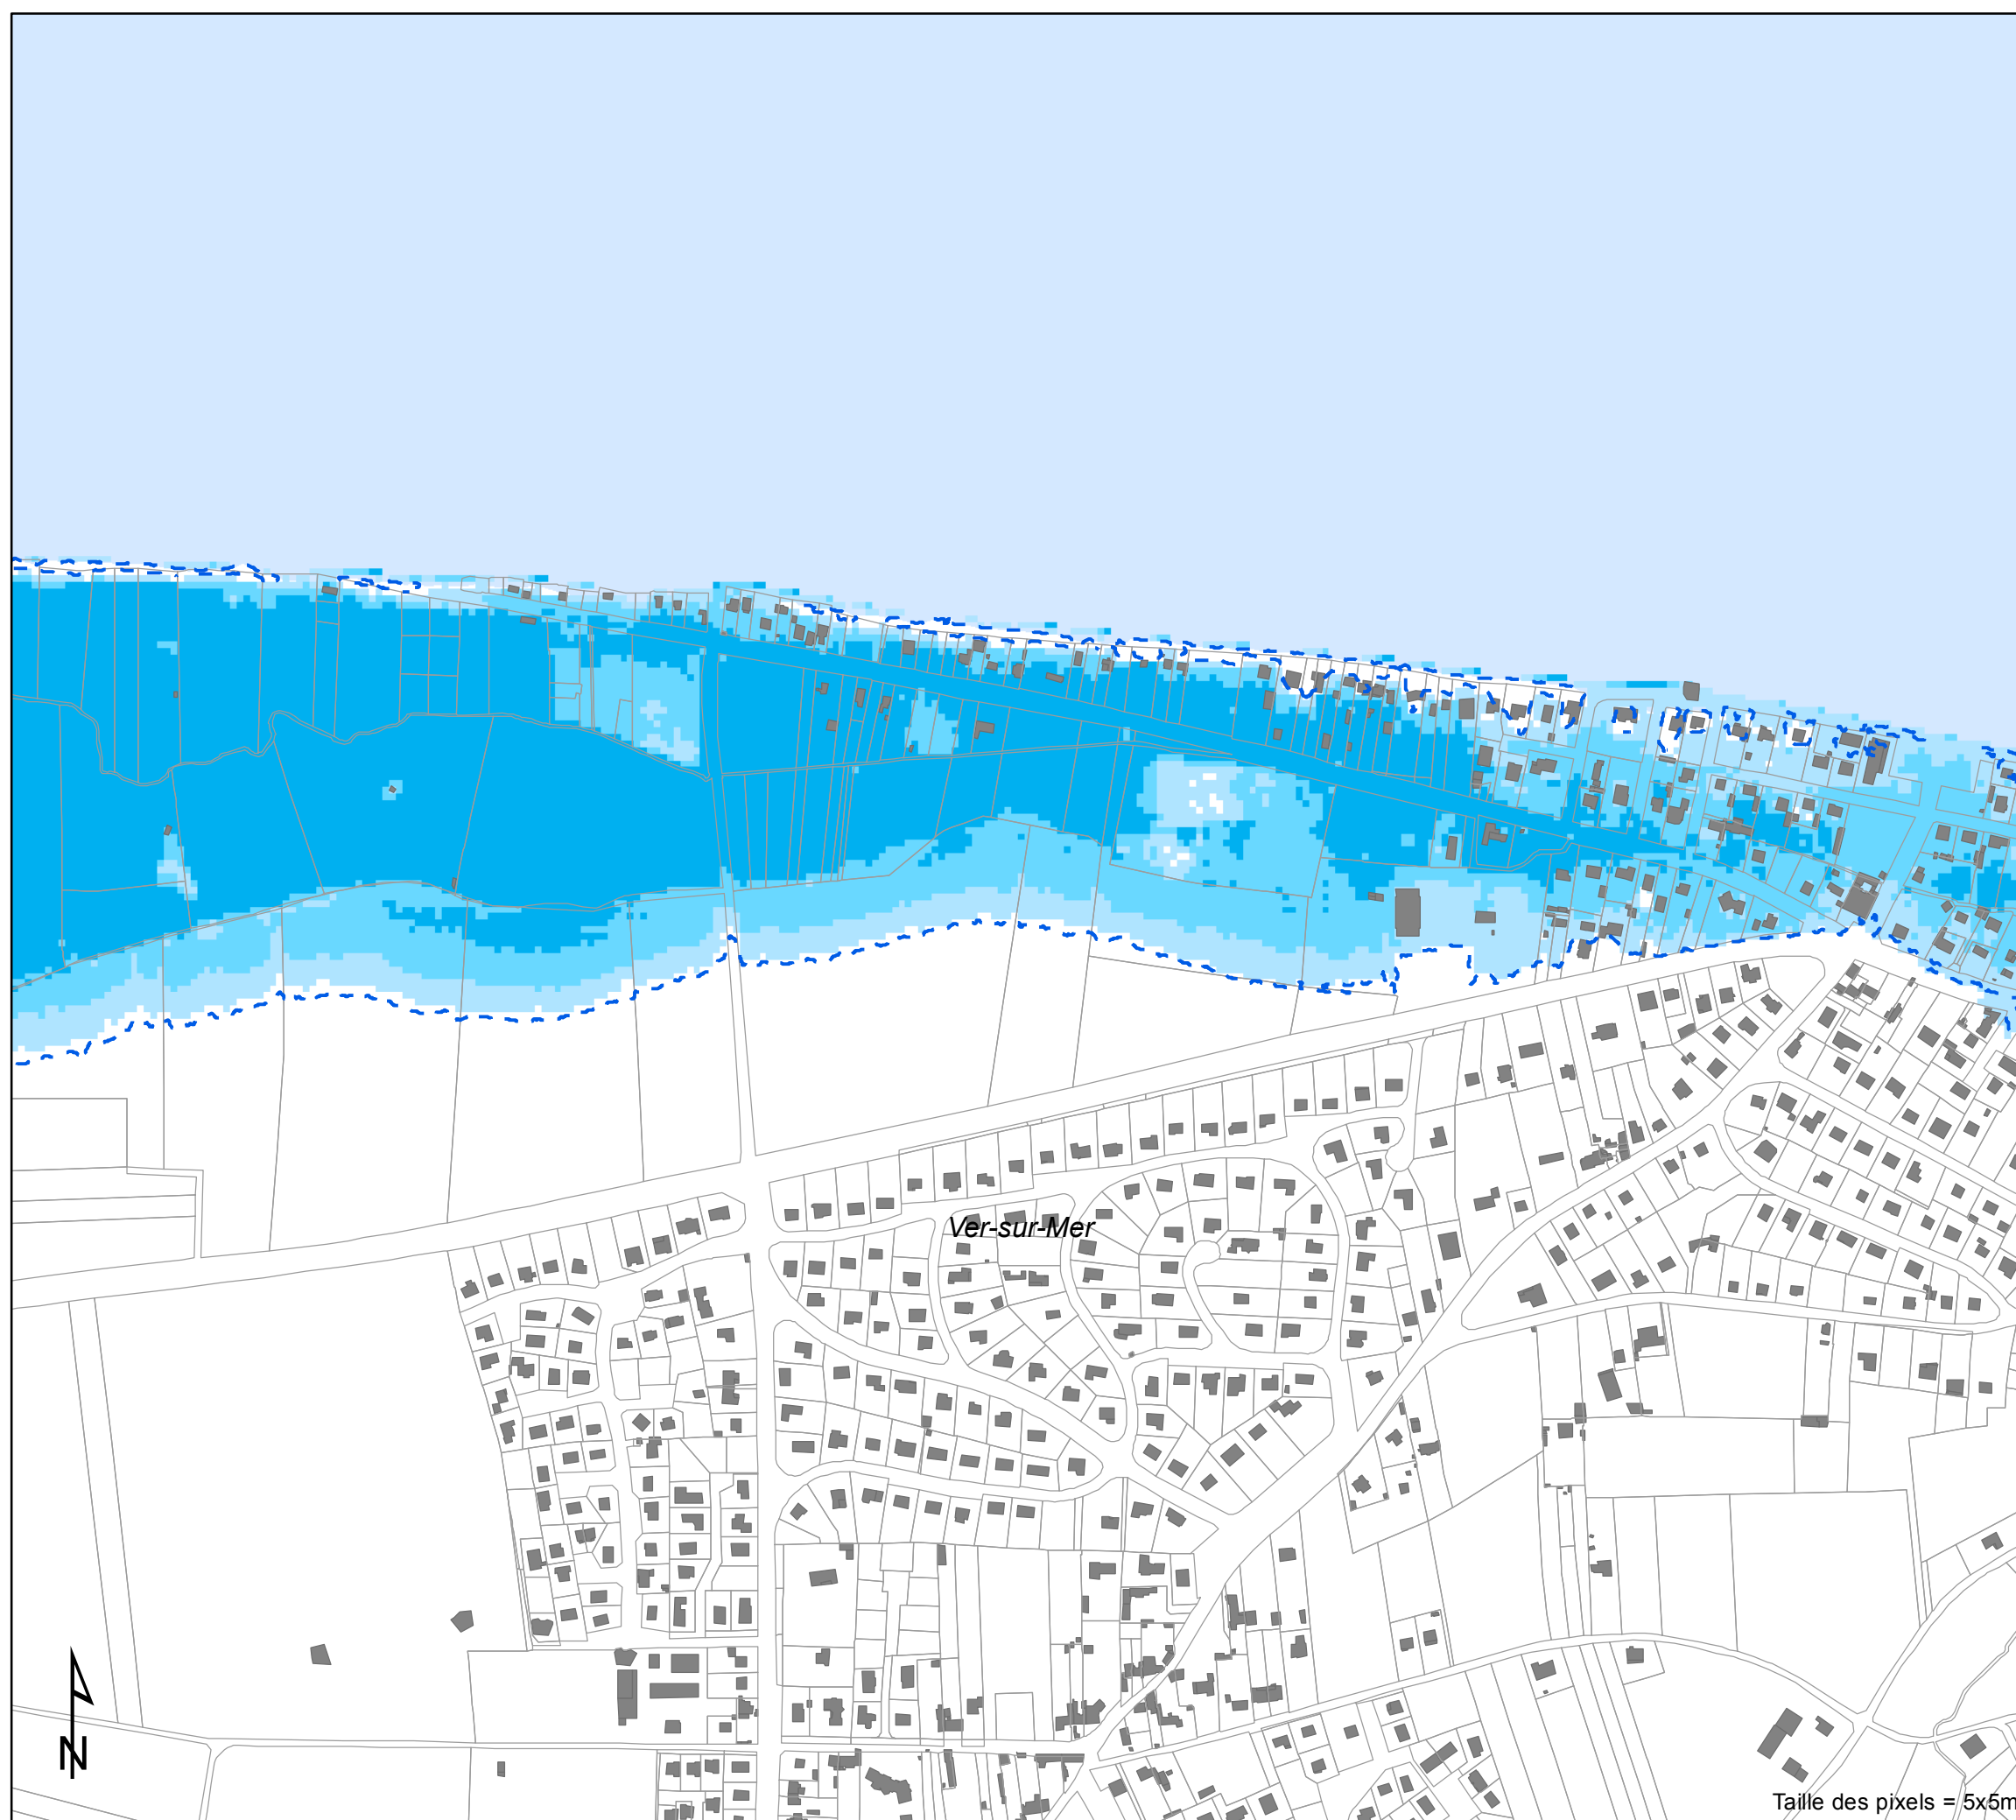 Ver-sur-Mer
N
Taille des pixels = 5x5m